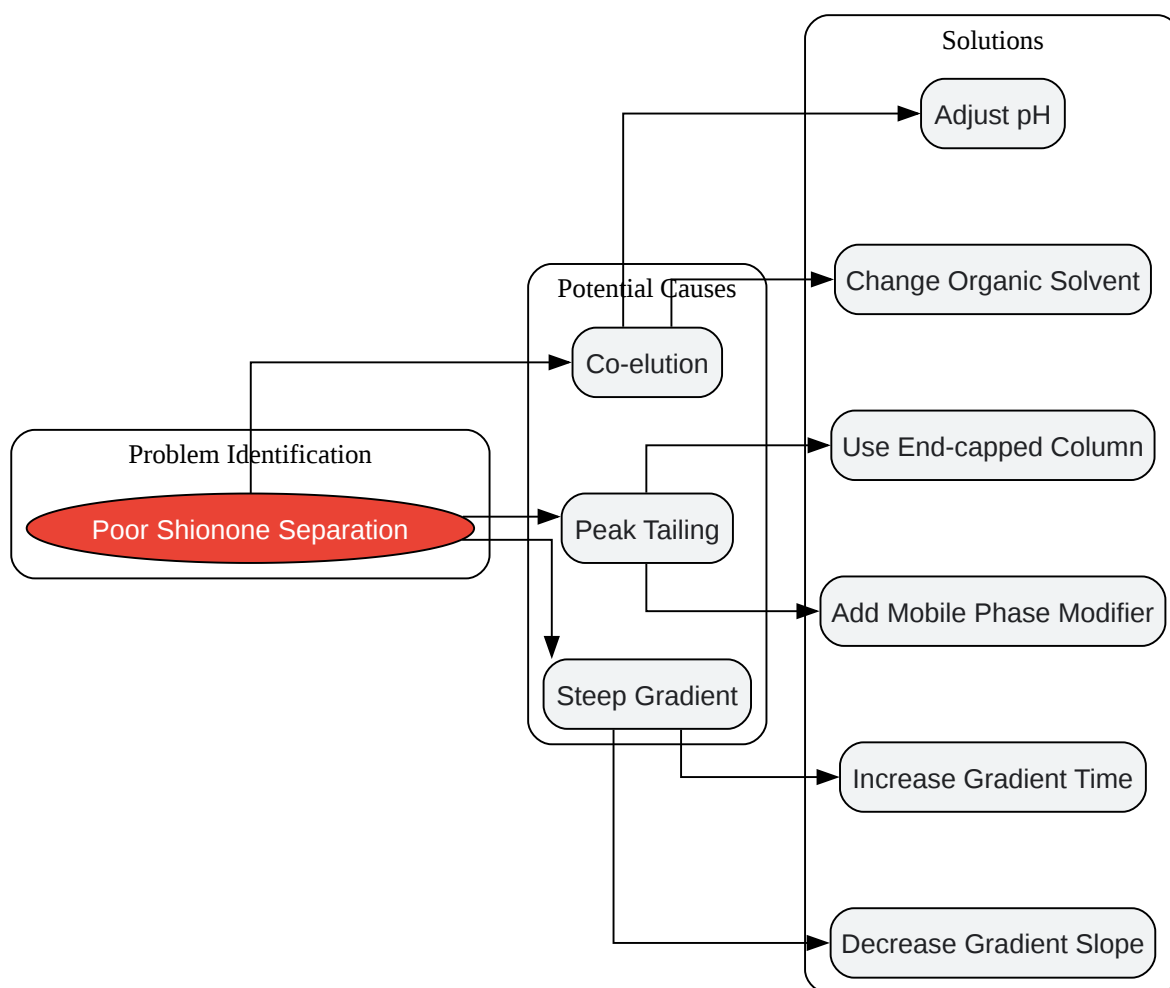 Solutions
Adjust pH
Change Organic Solvent
Potential Causes
Co-elution
Use End-capped Column
Problem Identification
Poor Shionone Separation
Peak Tailing
Add Mobile Phase Modifier
Steep Gradient
Increase Gradient Time
Decrease Gradient Slope